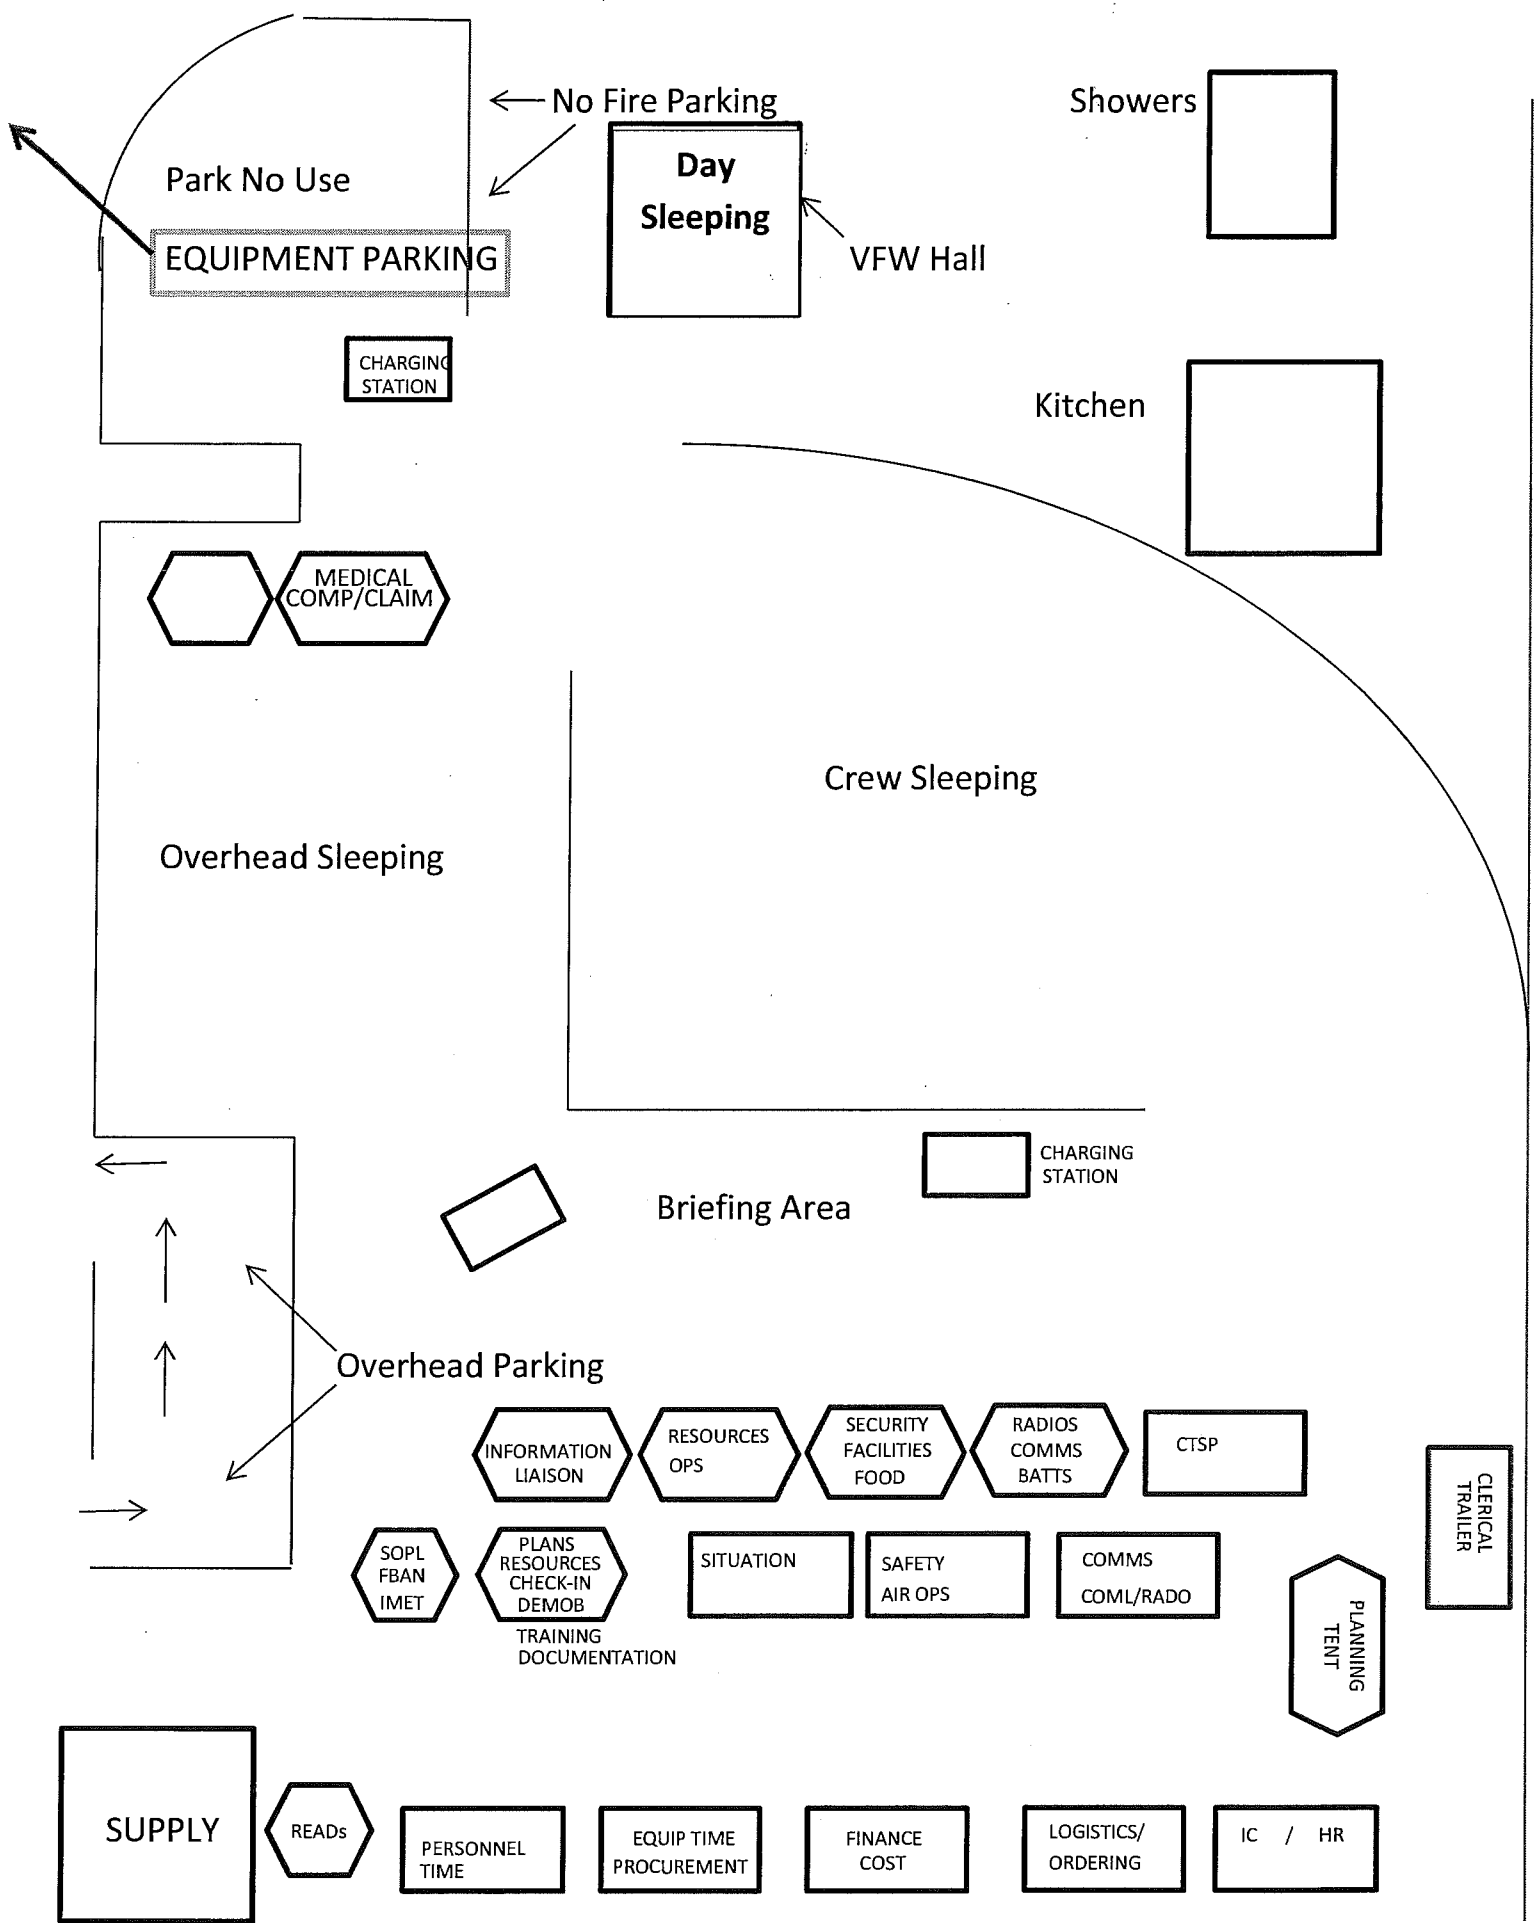 No Fire Parking
Showers
Park No Use
Day
Sleeping
EQUIPMENT PARKING
VFW Hall
CHARGING
STATION
Kitchen
MEDICAL
COMP/CLAIM
Crew Sleeping
Overhead Sleeping
CHARGING
STATION
Briefing Area
Overhead Parking
INFORMATION
LIAISON
RESOURCES
OPS
SECURITY
FACILITIES
FOOD
RADIOS
COMMS
BATTS
CTSP
CLERICAL
TRAILER
SOPL
FBAN
IMET
PLANS
RESOURCES
CHECK-IN
DEMOB
TRAINING
DOCUMENTATION
SITUATION
SAFETY
AIR OPS
COMMS
COML/RADO
PLANNING
TENT
SUPPLY
READs
PERSONNEL
TIME
EQUIP TIME
PROCUREMENT
FINANCE
COST
LOGISTICS/
ORDERING
IC / HR